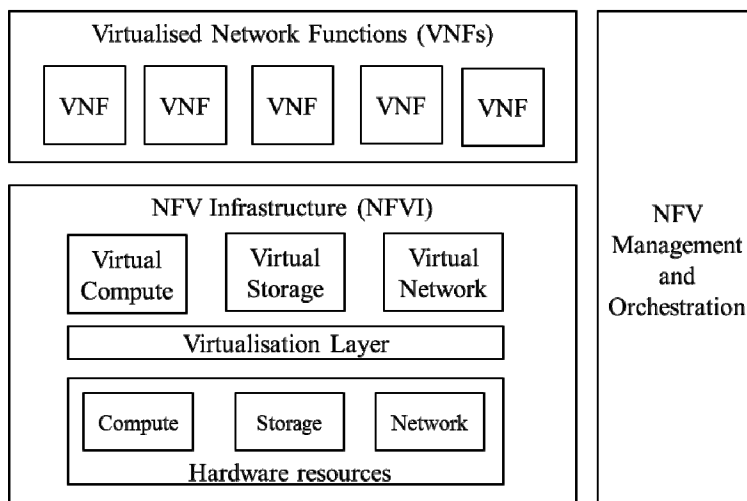 Virtualised Network Functions (VNFs)
VNF VNF VNF VNF VNF
NFV Infrastructure (NFVI)
Virtual Compute
Virtual Storage
Virtual Network
Virtualisation Layer
Compute Storage Network
Hardware resources
NFV
Management
and
Orchestration